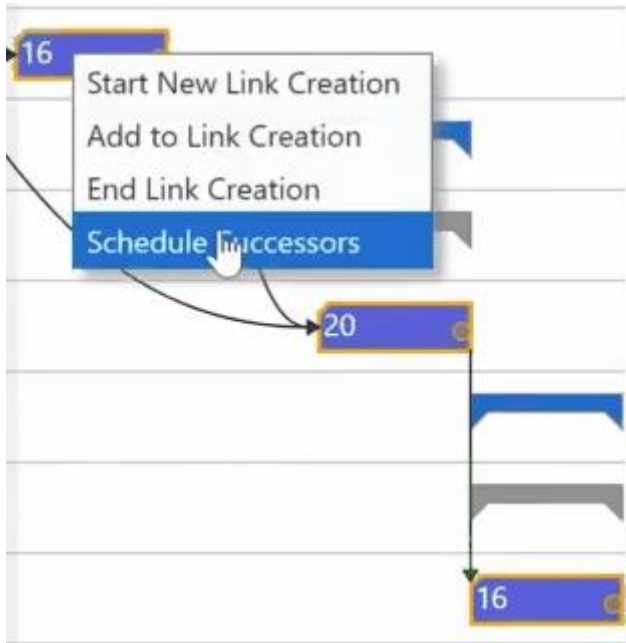 16
Start New Link Creation
Add to Link Creation
End Link Creation
Schedule Successors
20
16